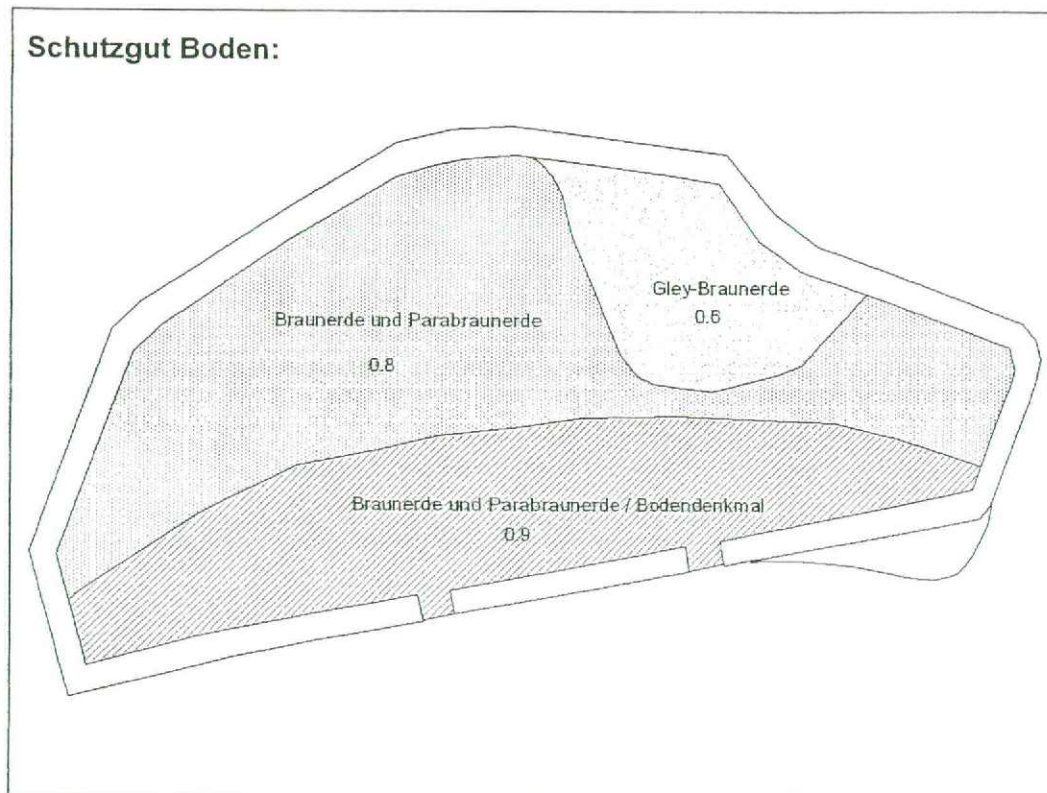 Schutzgut Boden:
Gley-Braunerde
0.6
Braunerde und Parabraunerde
0.8
Braunerde und Parabraunerde / Bodendenkmal
0.9